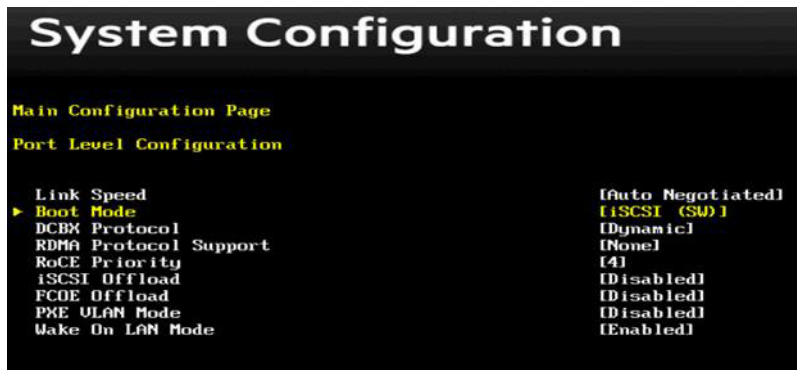 System Configuration
Main Configuration Page
Port Level Configuration
Link Speed [Auto Negotiated]
► Boot Mode [iSCSI (SW)]
DCBX Protocol [Dynamic]
RDMA Protocol Support [None]
RoCE Priority [4]
iSCSI Offload [Disabled]
FCOE Offload [Disabled]
PXE VLAN Mode [Disabled]
Wake On LAN Mode [Enabled]